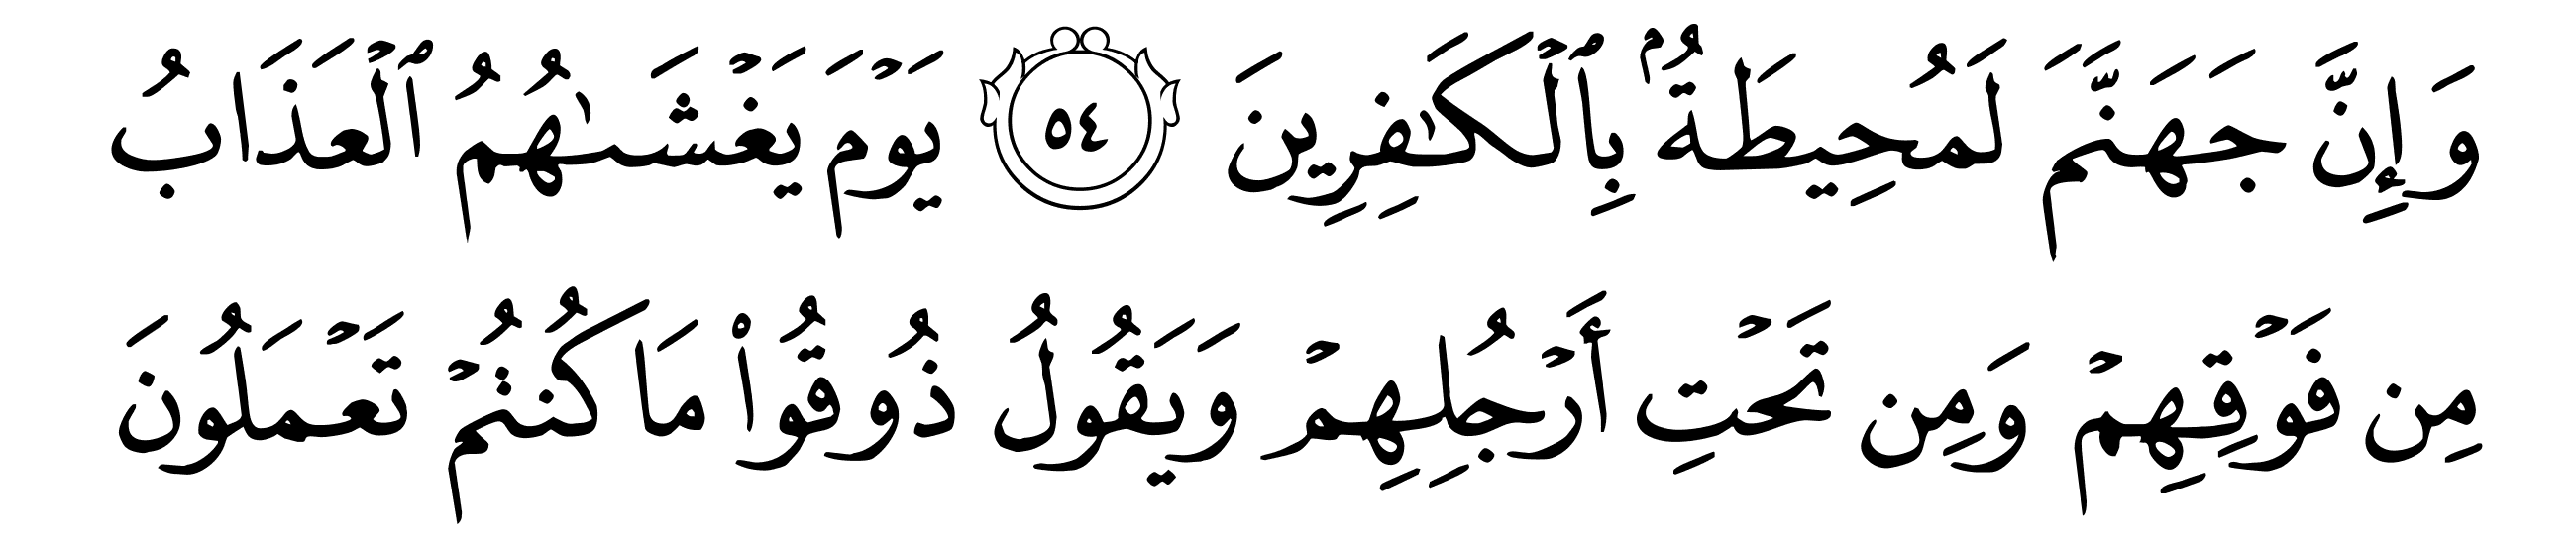 وَإِنَّ جَهَنَّمَ لَمُحِيطَةُۢ بِٱلۡكَٰفِرِينَ ٥٤ يَوۡمَ يَغۡشَىٰهُمُ ٱلۡعَذَابُ
مِن فَوۡقِهِمۡ وَمِن تَحۡتِ أَرۡجُلِهِمۡ وَيَقُولُ ذُوقُواْ مَا كُنتُمۡ تَعۡمَلُونَ